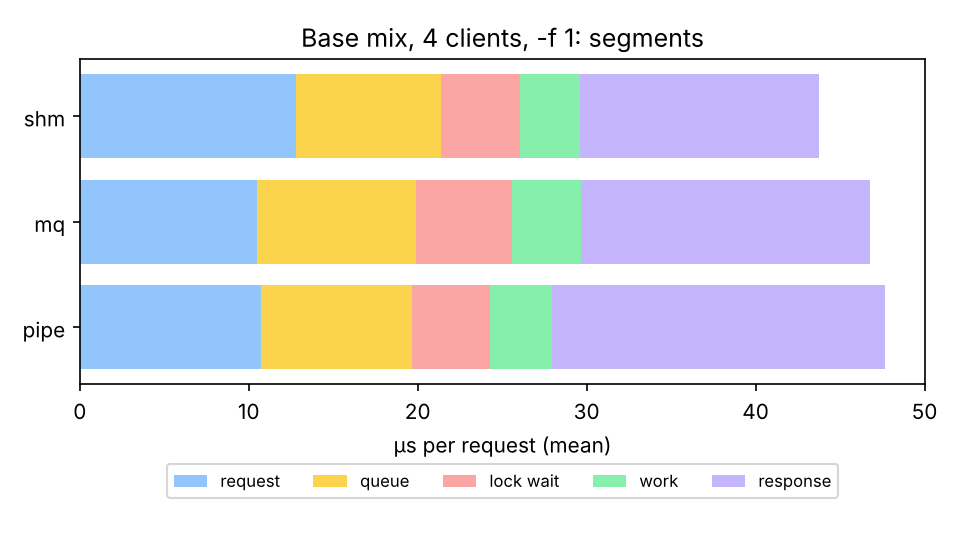 Base mix, 4 clients, -f 1: segments
shm
mq
pipe
0 10 20 30 40 50
µs per request (mean)
request queue lock wait work response